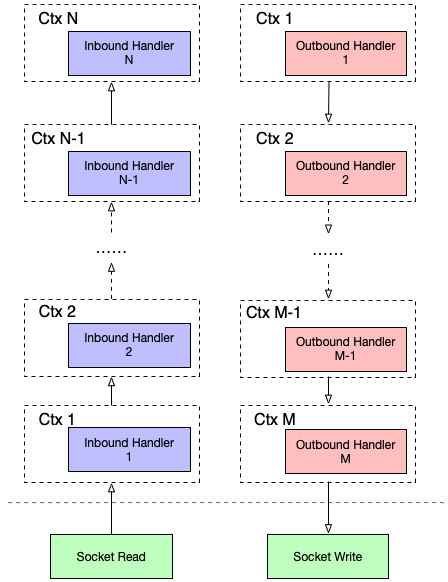 Ctx N
Inbound Handler
N
Ctx N-1
Inbound Handler
N-1
......
Ctx 2
Inbound Handler
2
Ctx 1
Inbound Handler
1
Socket Read
Ctx 1
Outbound Handler
1
Ctx 2
Outbound Handler
2
......
Ctx M-1
Outbound Handler
M-1
Ctx M
Outbound Handler
M
Socket Write